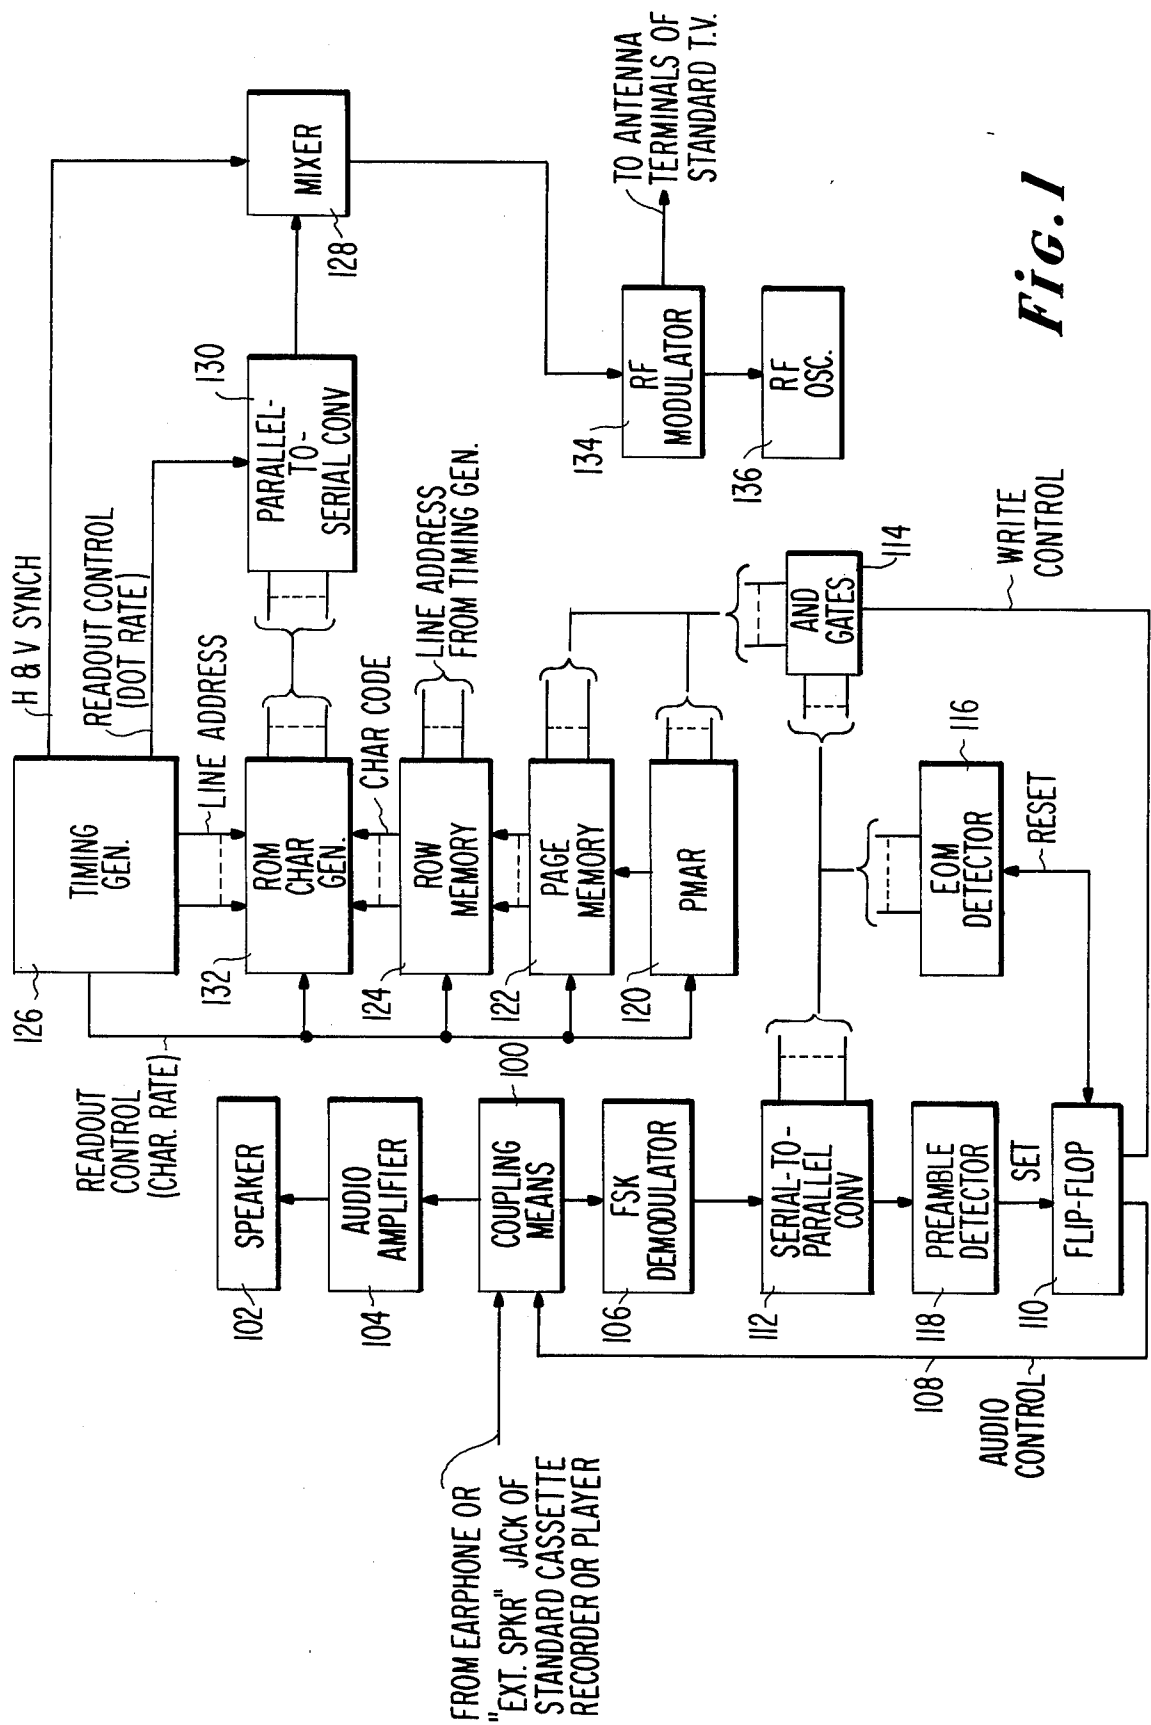 FROM EARPHONE OR
"EXT. SPKR" JACK OF
STANDARD CASSETTE
RECORDER OR PLAYER
READOUT
CONTROL
(CHAR. RATE)
126
TIMING
GEN.
H & V SYNCH
READOUT CONTROL
(DOT RATE)
LINE ADDRESS
102
SPEAKER
132
ROM
CHAR
GEN.
130
PARALLEL-
TO-
SERIAL CONV
128
MIXER
104
AUDIO
AMPLIFIER
CHAR CODE
124
ROW
MEMORY
LINE ADDRESS
FROM TIMING GEN.
100
COUPLING
MEANS
122
PAGE
MEMORY
106
FSK
DEMODULATOR
120
PMAR
134
RF
MODULATOR
TO ANTENNA
TERMINALS OF
STANDARD T.V.
136
RF
OSC.
112
SERIAL-TO-
PARALLEL
CONV
AND
GATES
114
118
PREAMBLE
DETECTOR
EOM
DETECTOR
116
SET
RESET
WRITE
CONTROL
110
FLIP-FLOP
108
AUDIO
CONTROL
FIG. 1